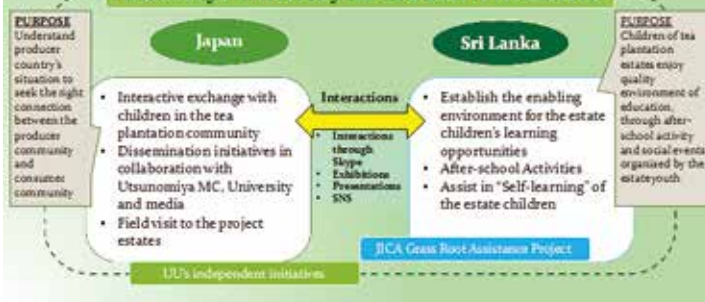 PURPOSE
Understand
producer
country's
situation to
seek the right
connection
between the
producer
community
and
consumer
community
Japan
• Interactive exchange with
children in the tea
plantation community
• Dissemination initiatives in
collaboration with
Utsunomiya MC, University
and media
• Field visit to the project
estates
Interactions
• Interactions
through
Skype
• Exhibitions
• Presentations
• SNS
Sri Lanka
• Establish the enabling
environment for the estate
children's learning
opportunities
• After-school Activities
• Assist in "Self-learning" of
the estate children
PURPOSE
Children of tea
plantation
estates enjoy
quality
environment of
education,
through after-
school activity
and social events
organized by the
estate youth
JICA Grass Root Assistance Project
UU's independent initiatives